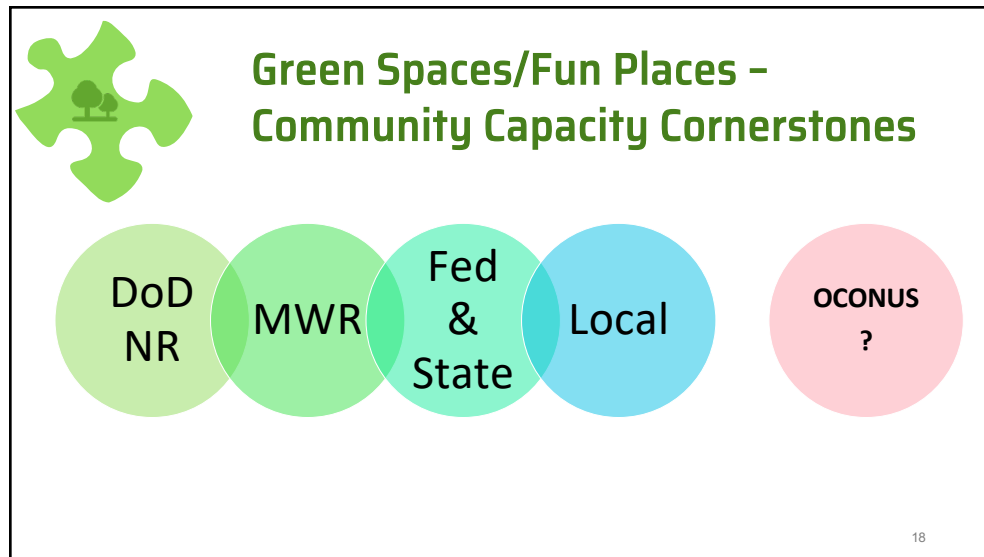 Green Spaces/Fun Places –
Community Capacity Cornerstones
DoD
NR
MWR
Fed
&
State
Local
OCONUS
?
18